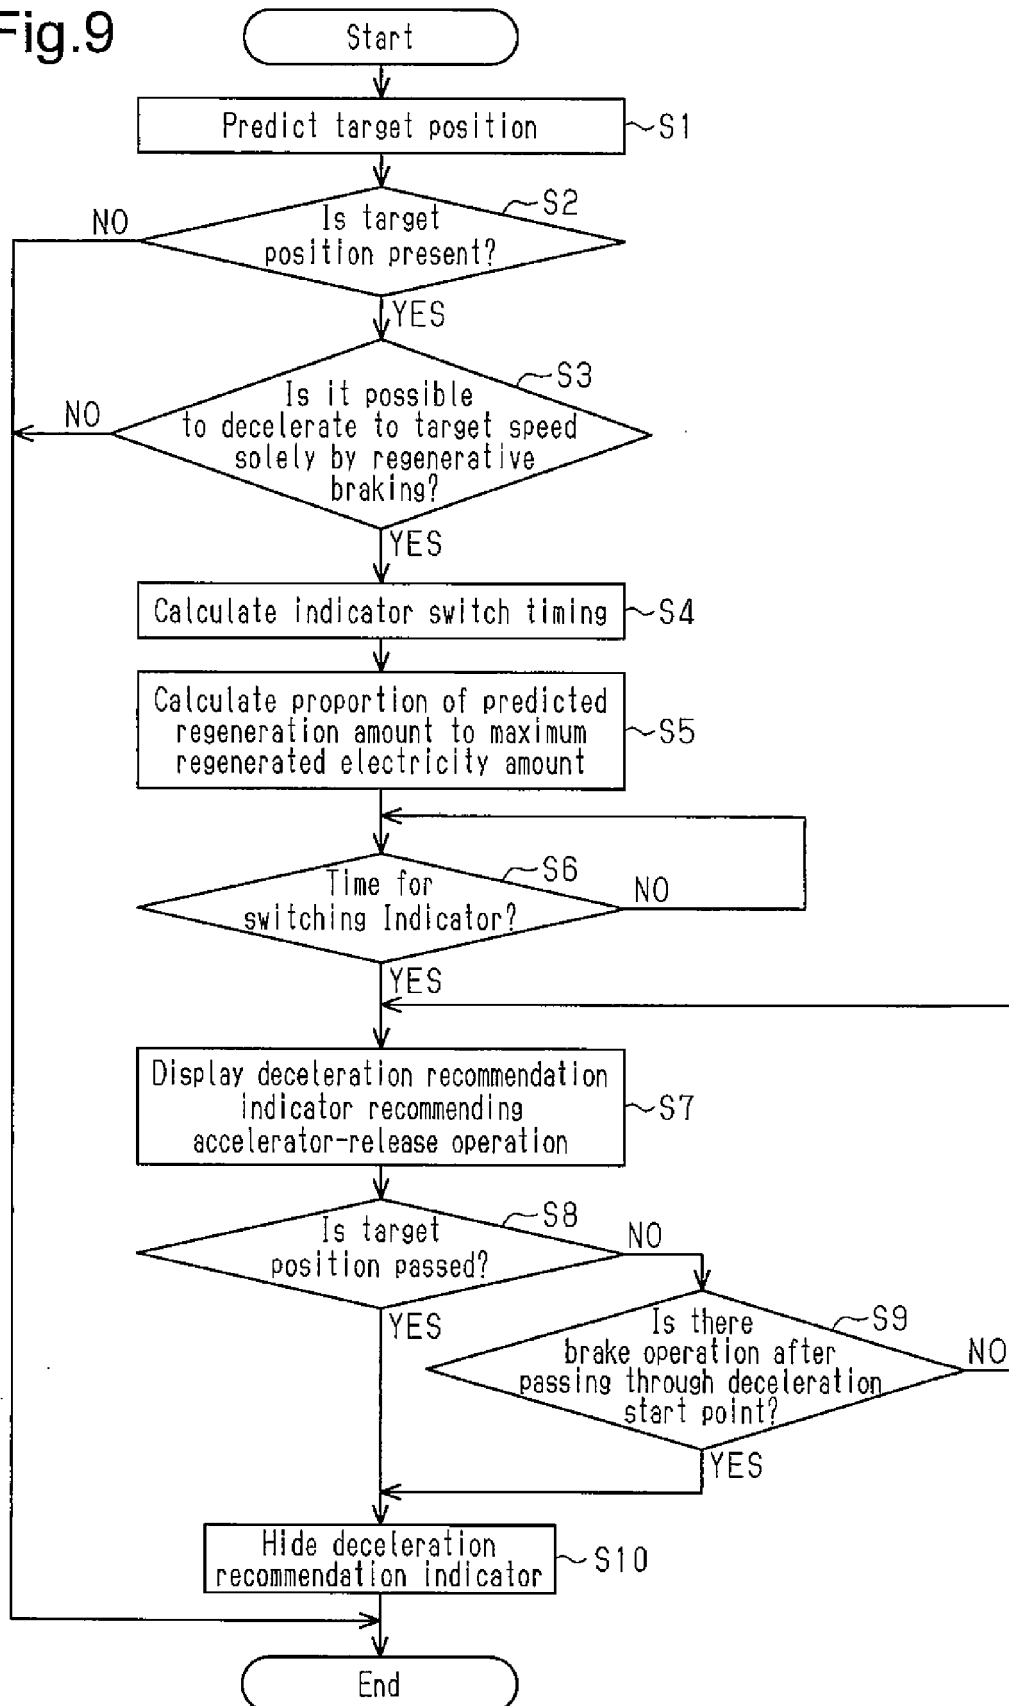 Fig.9
Start
Predict target position
S1
S2
Is target
position present?
NO
YES
S3
Is it possible
to decelerate to target speed
solely by regenerative
braking?
NO
YES
Calculate indicator switch timing
S4
Calculate proportion of predicted
regeneration amount to maximum
regenerated electricity amount
S5
S6
Time for
switching Indicator?
NO
YES
Display deceleration recommendation
indicator recommending
accelerator-release operation
S7
S8
Is target
position passed?
NO
YES
S9
Is there
brake operation after
passing through deceleration
start point?
NO
YES
Hide deceleration
recommendation indicator
S10
End